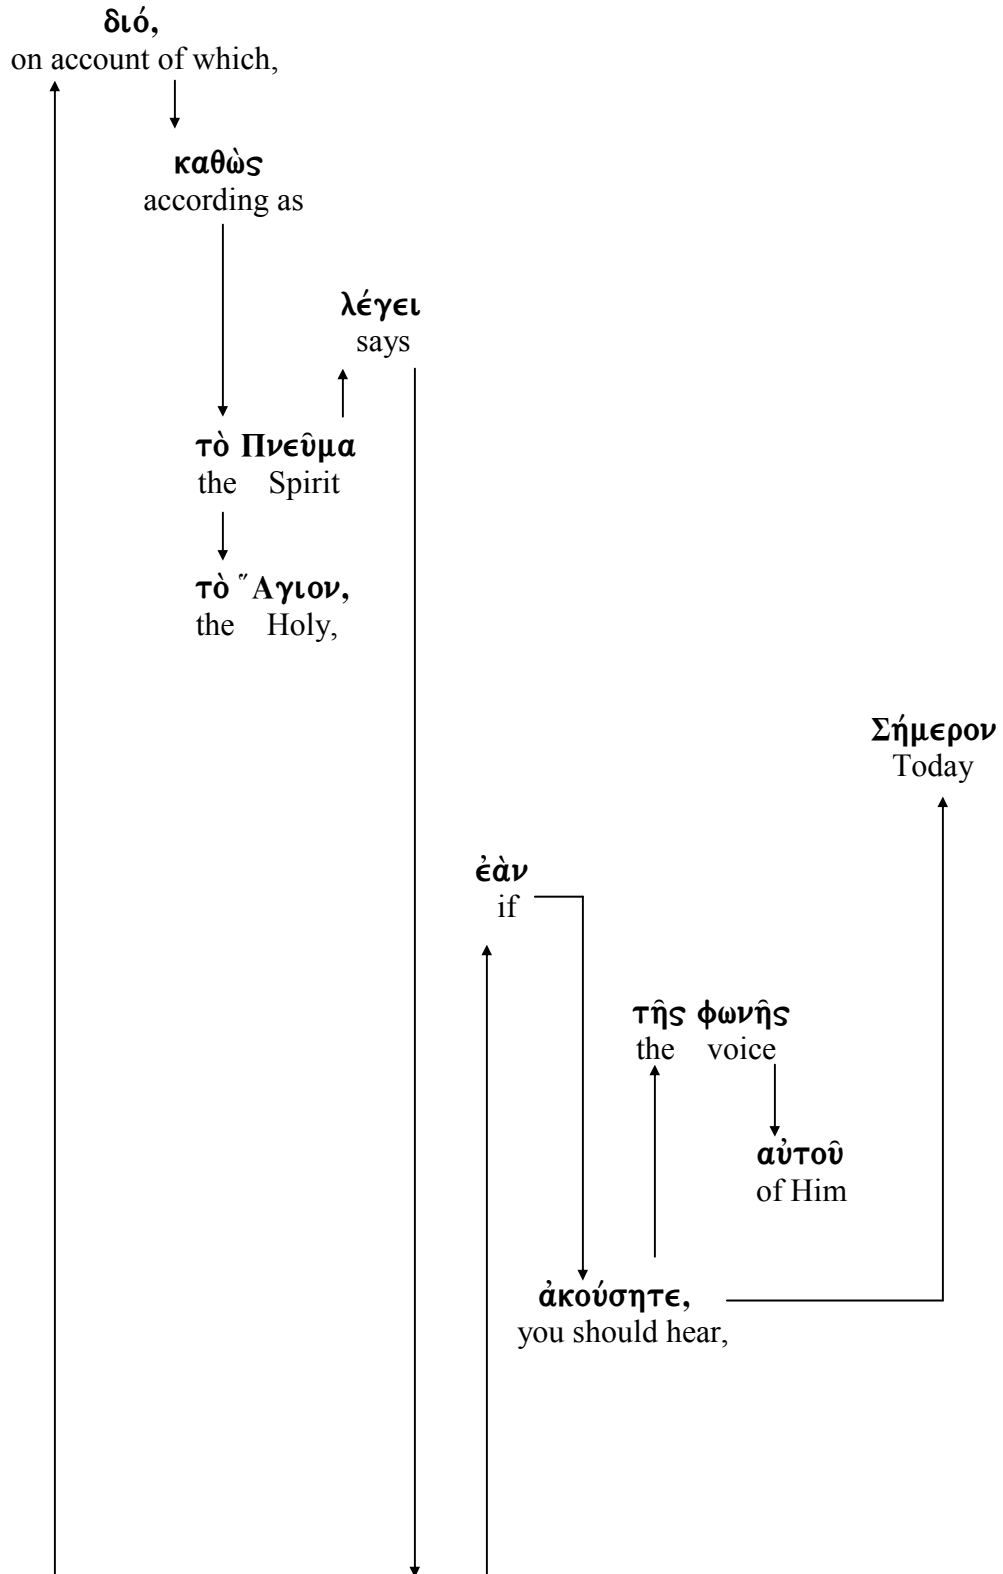 διό,
on account of which,
καθὼς
according as
λέγει
says
τὸ Πνεῦμα
the Spirit
τὸ Ἅγιον,
the Holy,
Σήμερον
Today
ἐὰν
if
τῆς φωνῆς
the voice
αὐτοῦ
of Him
ἀκούσητε,
you should hear,